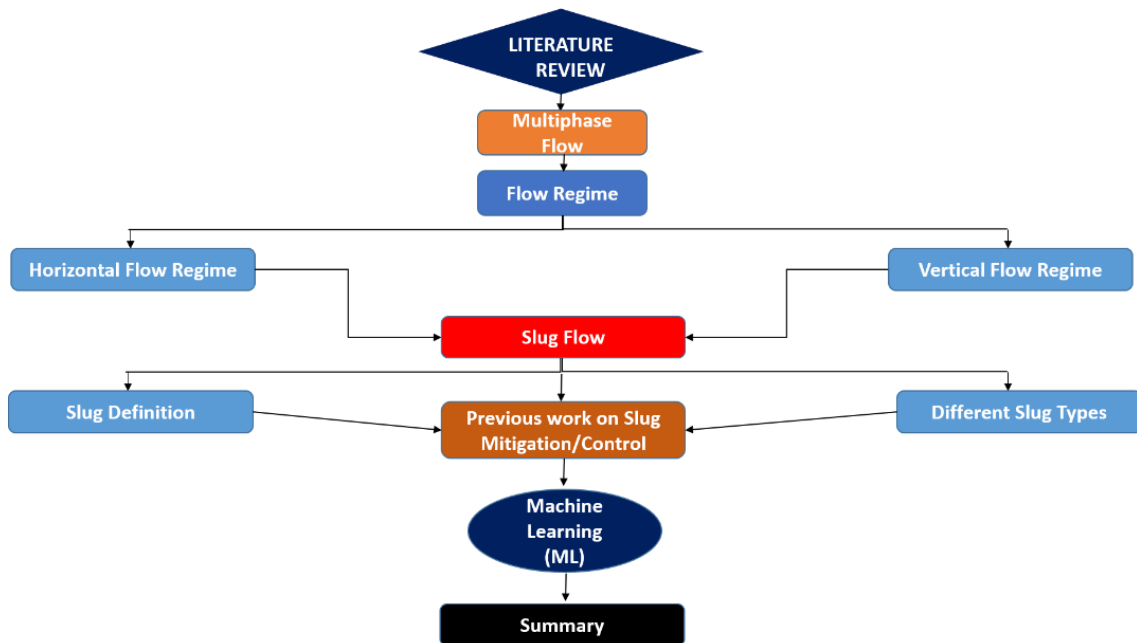 LITERATURE
REVIEW
Multiphase
Flow
Flow Regime
Horizontal Flow Regime
Vertical Flow Regime
Slug Flow
Slug Definition
Previous work on Slug
Mitigation/Control
Different Slug Types
Machine
Learning
(ML)
Summary